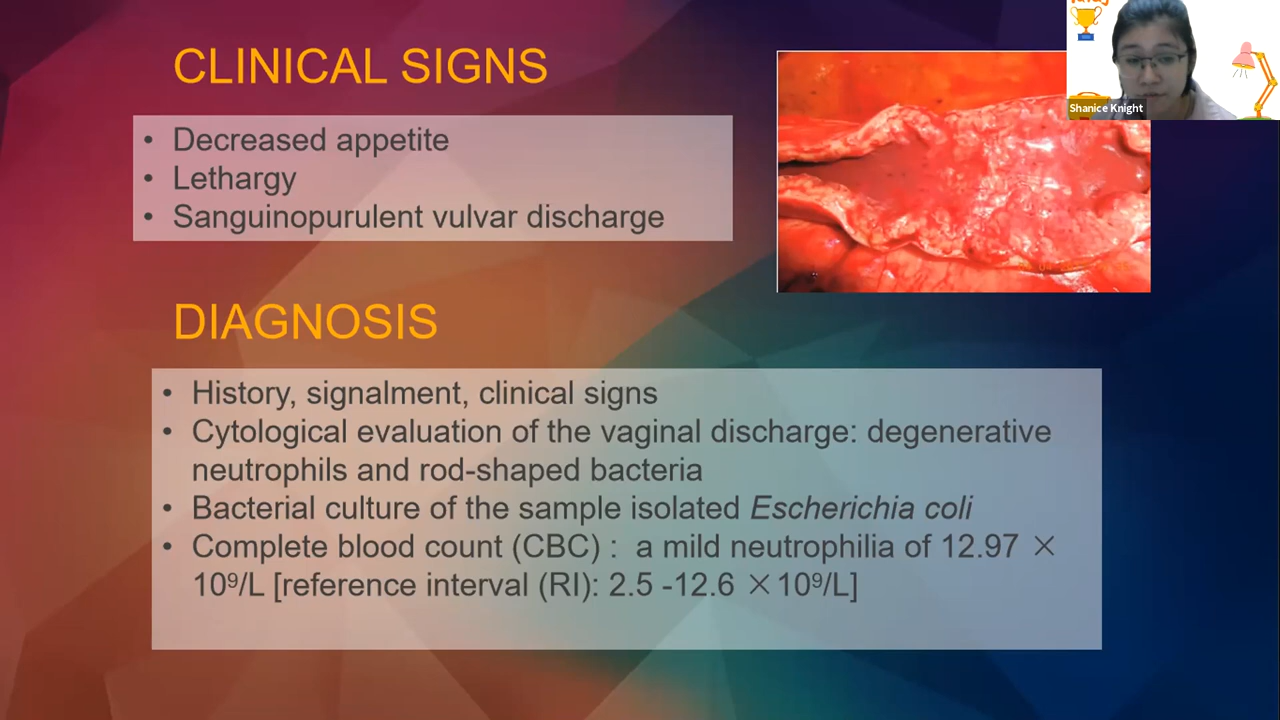 CLINICAL SIGNS
• Decreased appetite
• Lethargy
• Sanguinopurulent vulvar discharge
Shanice Knight
DIAGNOSIS
• History, signalment, clinical signs
• Cytological evaluation of the vaginal discharge: degenerative
neutrophils and rod-shaped bacteria
• Bacterial culture of the sample isolated Escherichia coli
• Complete blood count (CBC) : a mild neutrophilia of 12.97 ×
10⁹/L [reference interval (RI): 2.5 -12.6 ×10⁹/L]